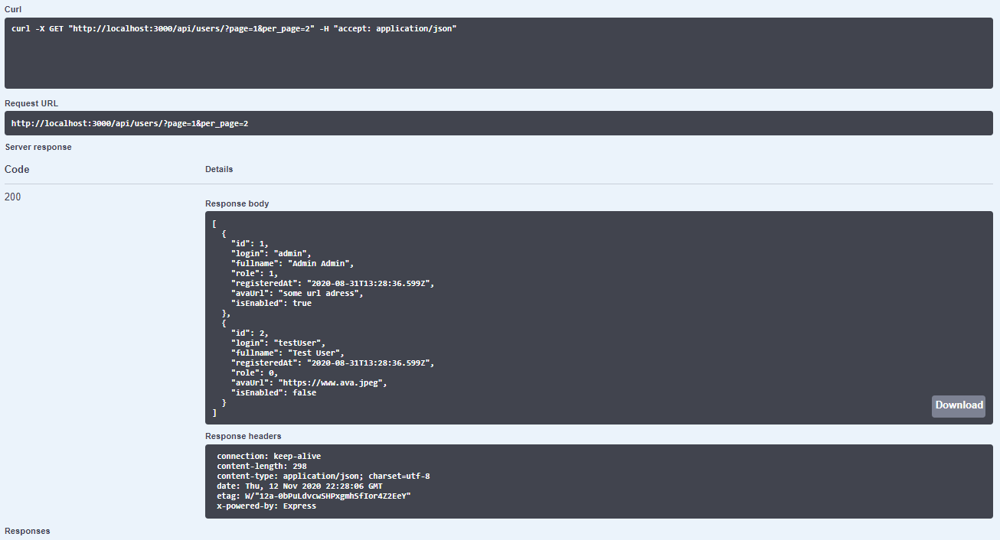 Curl
curl -X GET "http://localhost:3000/api/users/?page=1&per_page=2" -H "accept: application/json"
Request URL
http://localhost:3000/api/users/?page=1&per_page=2
Server response
Code Details
200
Response body
[
  {
    "id": 1,
    "login": "admin",
    "fullname": "Admin Admin",
    "role": 1,
    "registeredAt": "2020-08-31T13:28:36.599Z",
    "avaUrl": "some url adress",
    "isEnabled": true
  },
  {
    "id": 2,
    "login": "testUser",
    "fullname": "Test User",
    "registeredAt": "2020-08-31T13:28:36.599Z",
    "role": 0,
    "avaUrl": "https://www.ava.jpeg",
    "isEnabled": false
  }
]
Download
Response headers
connection: keep-alive
content-length: 298
content-type: application/json; charset=utf-8
date: Thu, 12 Nov 2020 22:28:06 GMT
etag: W/"12a-0bPuLdvcwSHPxgmhSfIor4Z2EeY"
x-powered-by: Express
Responses